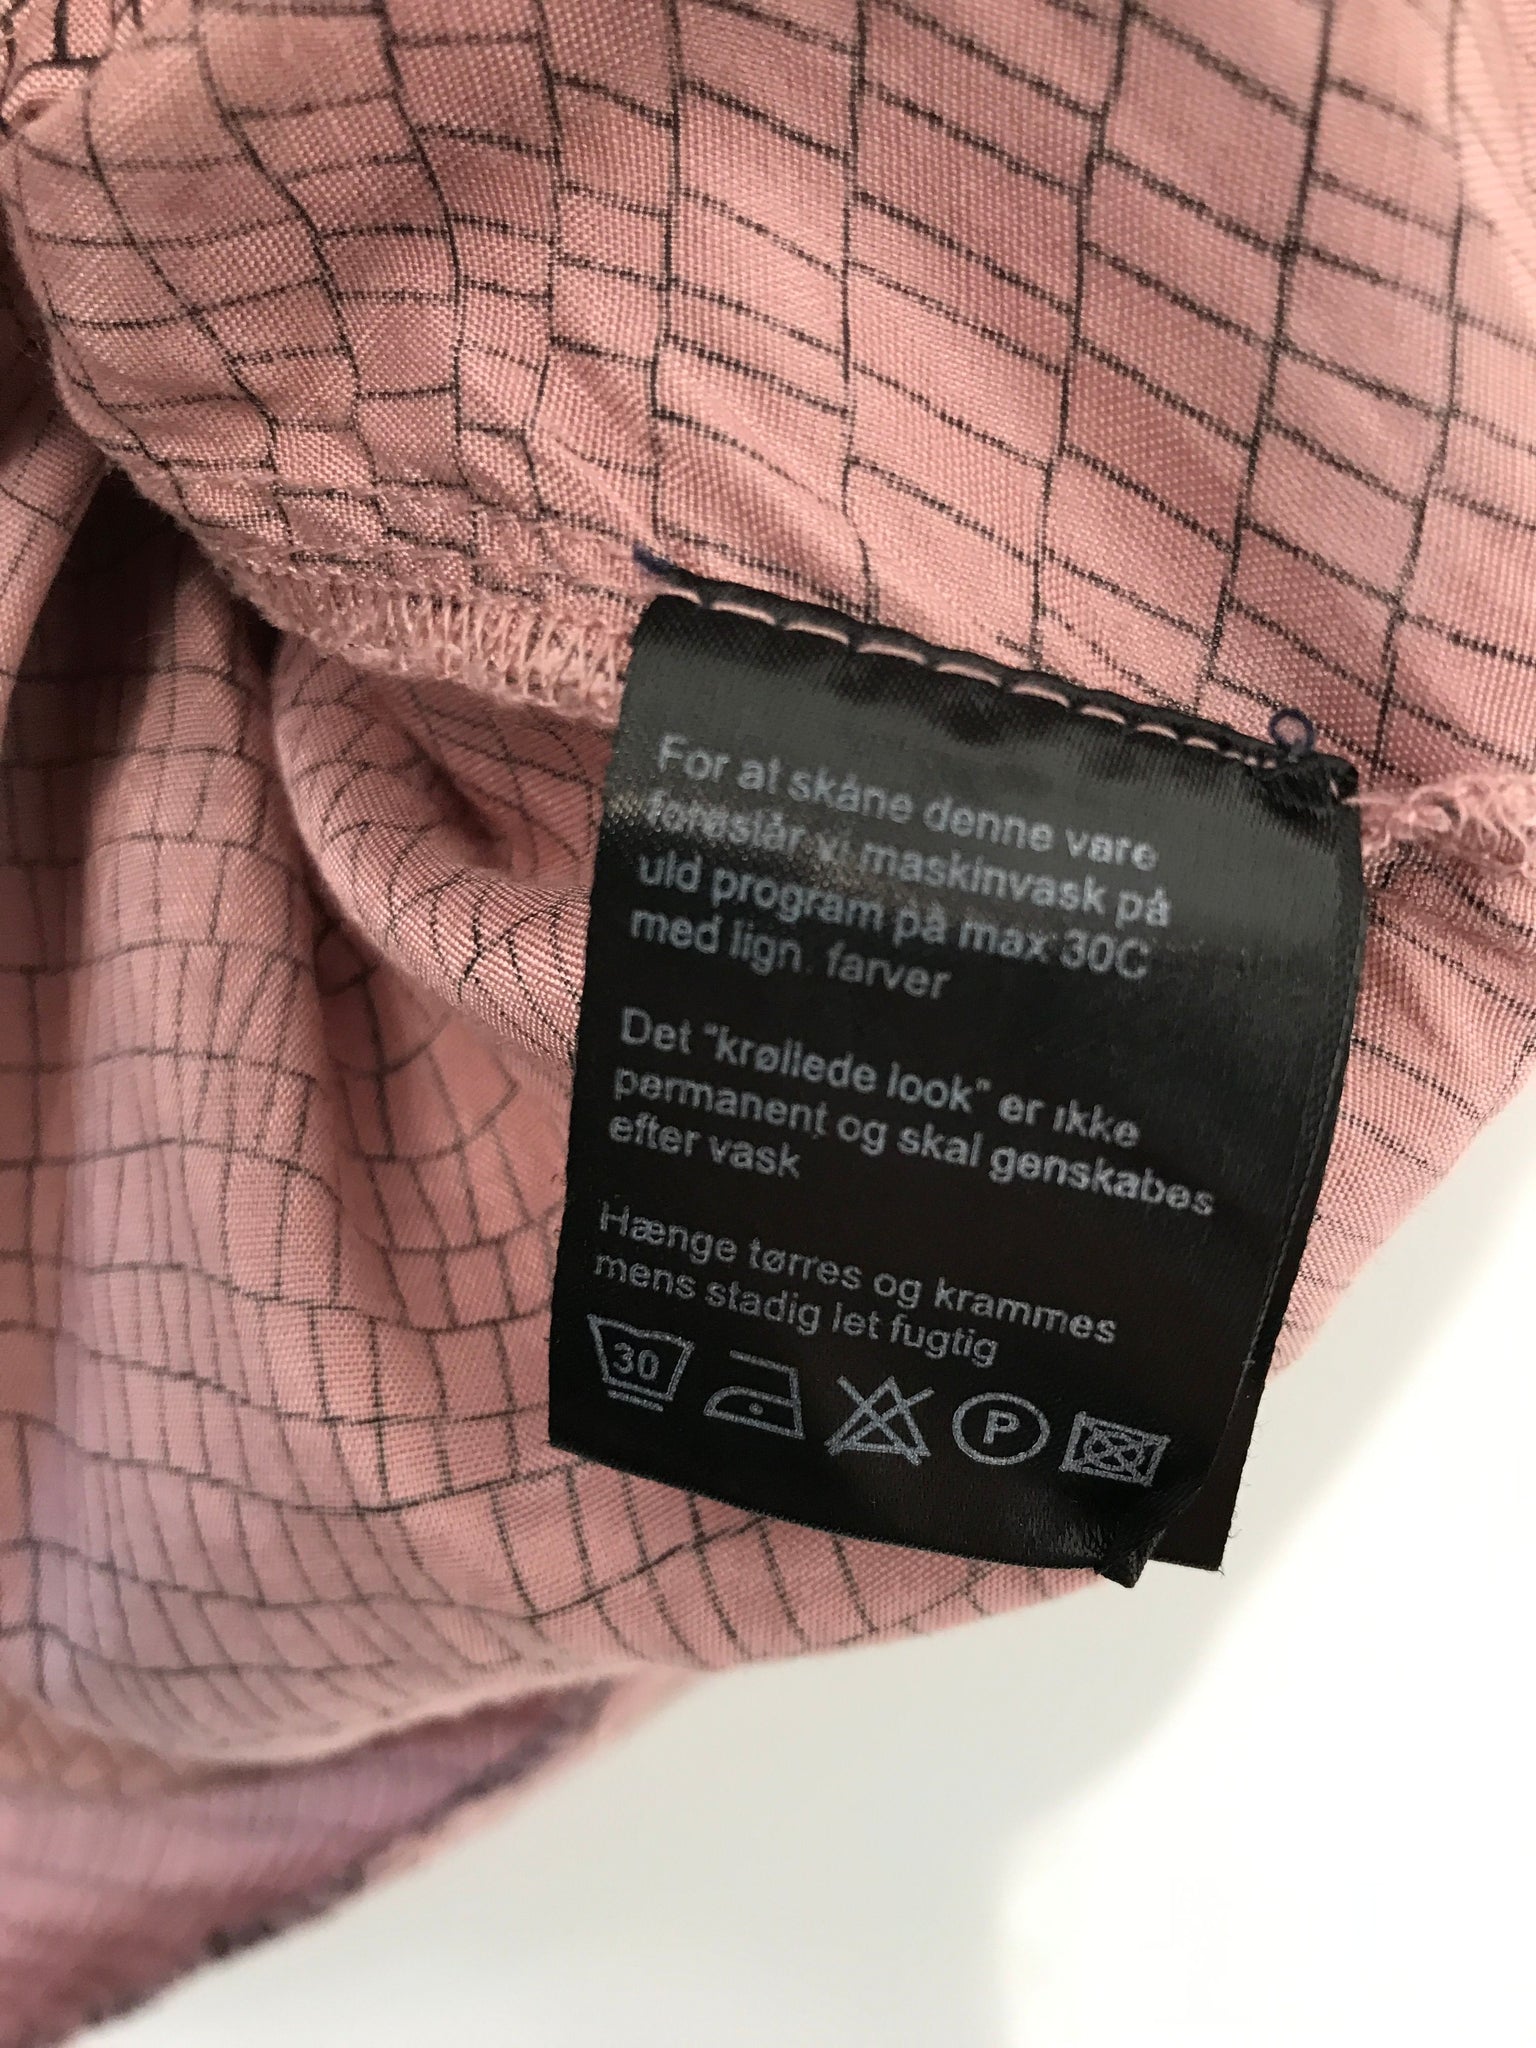 For at skåne denne vare
foreslår vi maskinvask på
uld program på max 30C
med lign. farver
Det "krøllede look" er ikke
permanent og skal genskabes
efter vask
Hænge tørres og krammes
mens stadig let fugtig
30 P